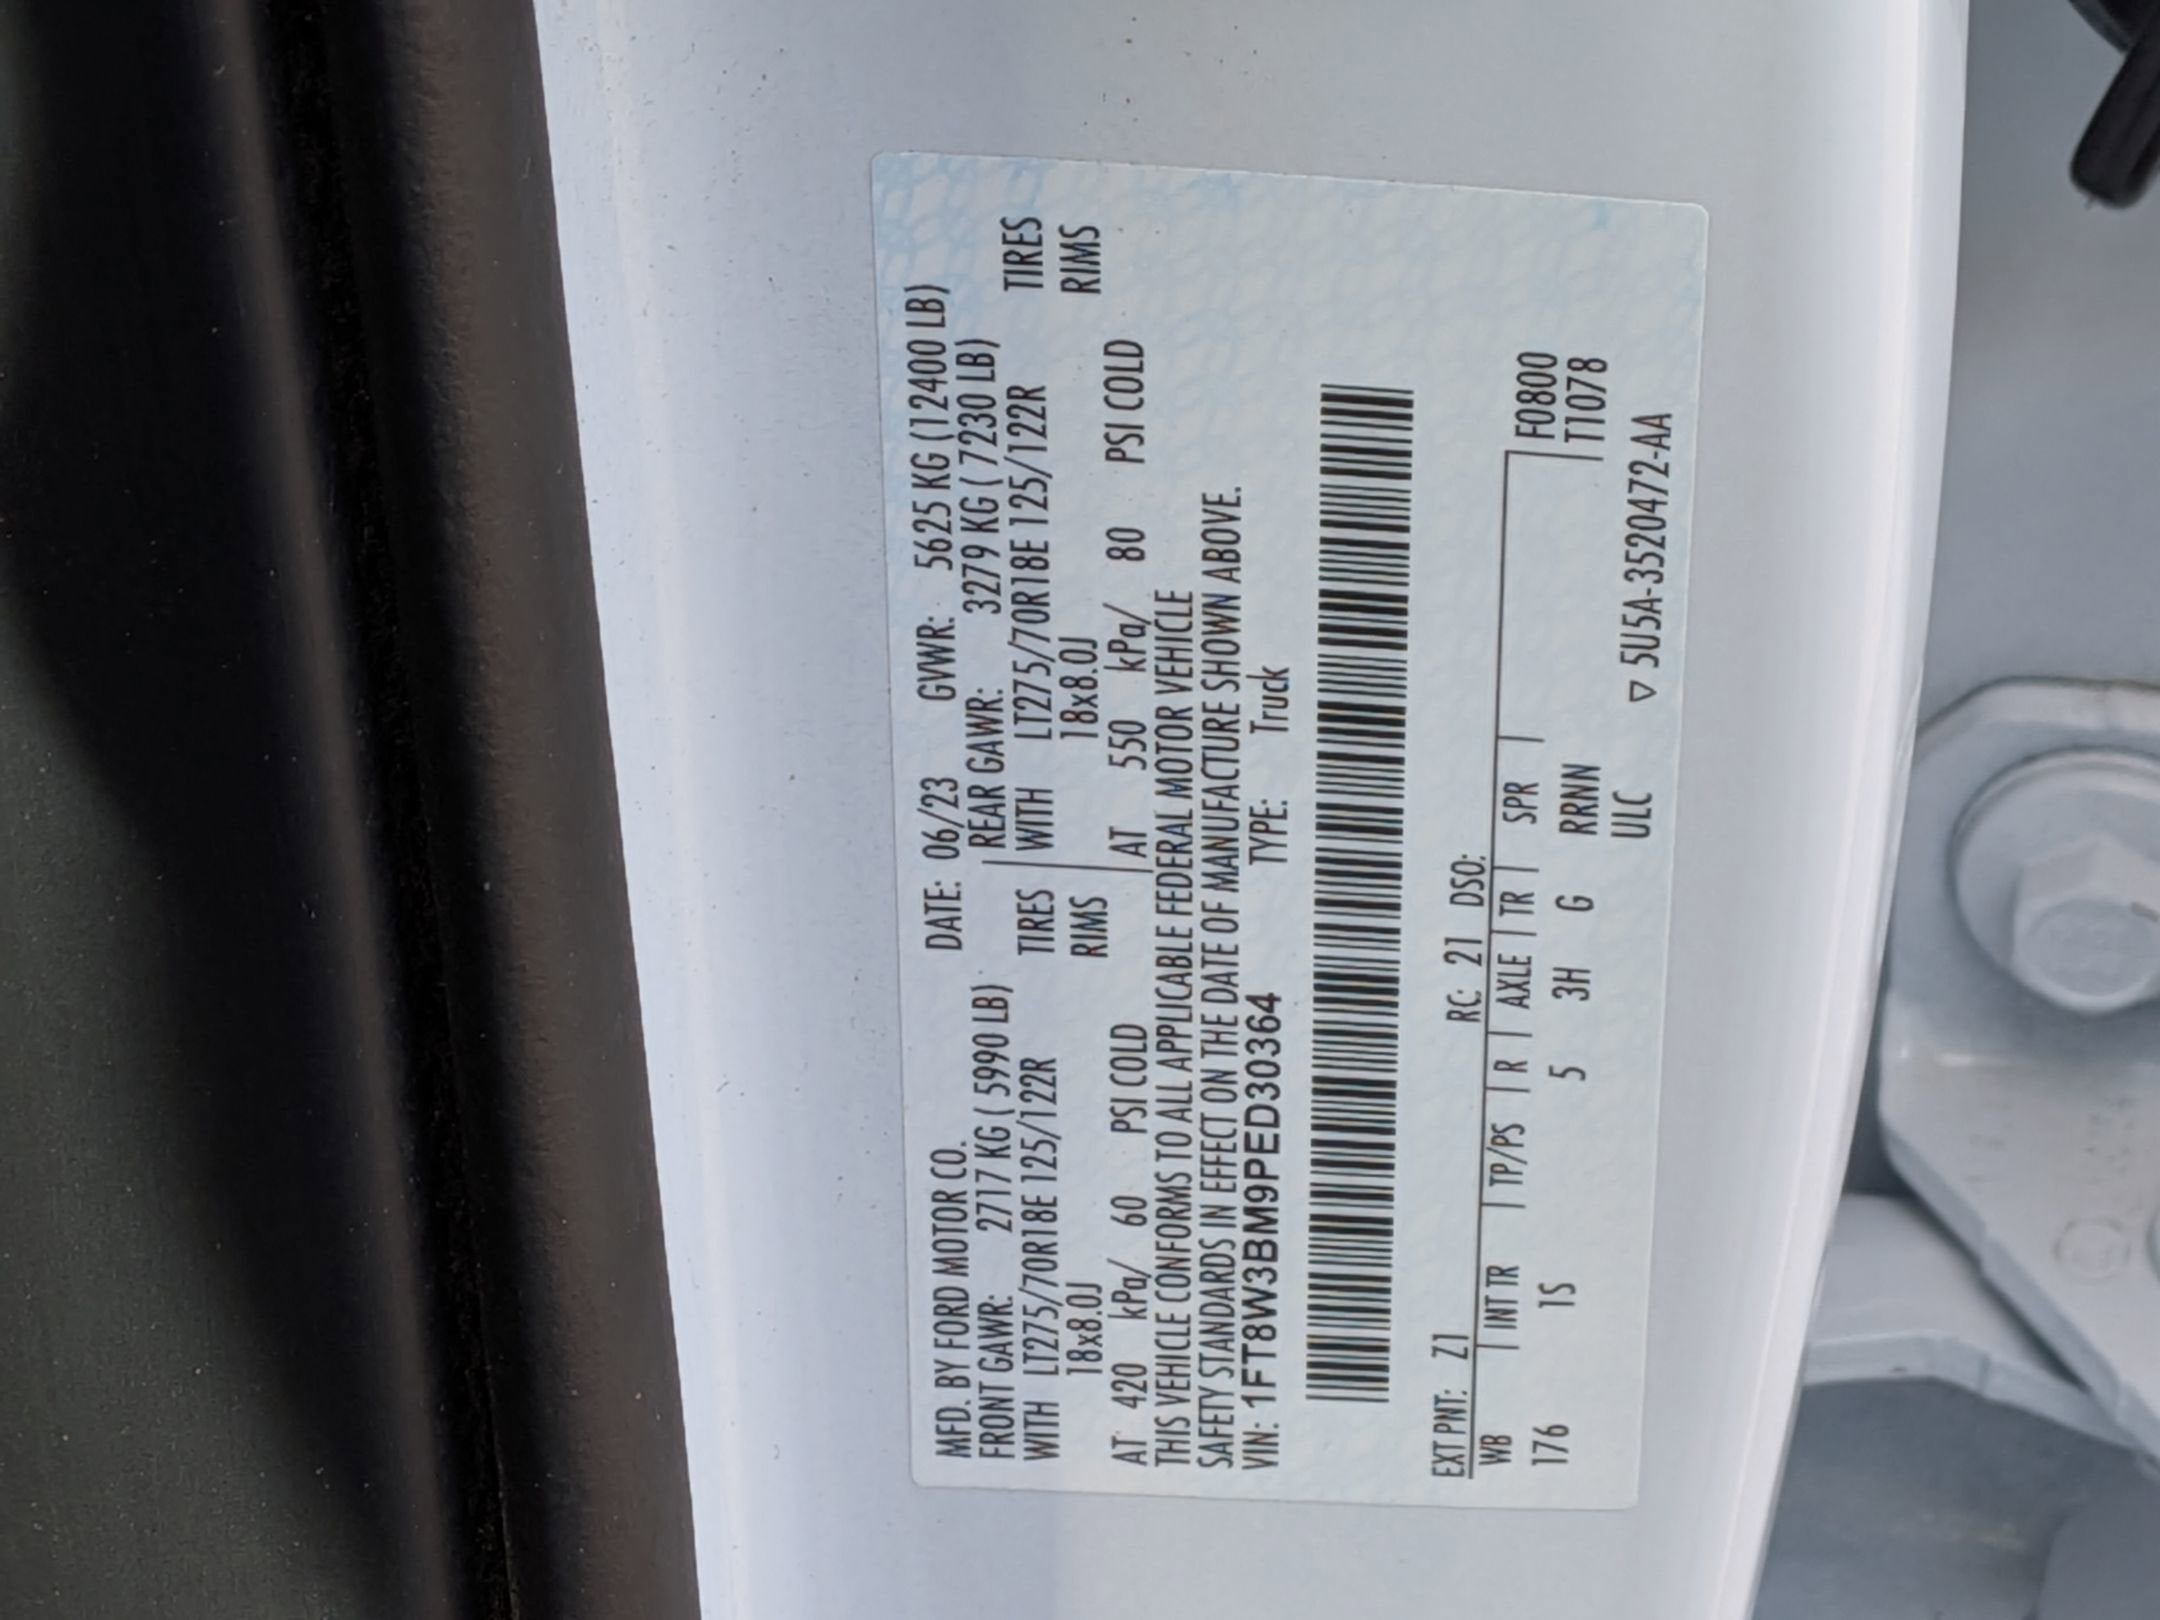 MFD. BY FORD MOTOR CO. DATE: 06/23 GVWR: 5625 KG (12400 LB)
FRONT GAWR: 2717 KG ( 5990 LB) REAR GAWR: 3279 KG ( 7230 LB)
WITH LT275/70R18E 125/122R TIRES WITH LT275/70R18E 125/122R TIRES
18x8.0J RIMS 18x8.0J RIMS
AT 420 kPa/ 60 PSI COLD AT 550 kPa/ 80 PSI COLD
THIS VEHICLE CONFORMS TO ALL APPLICABLE FEDERAL MOTOR VEHICLE
SAFETY STANDARDS IN EFFECT ON THE DATE OF MANUFACTURE SHOWN ABOVE.
VIN: 1FT8W3BM9PED30364 TYPE: Truck
EXT PNT: Z1 RC: 21 DSO:
WB | INT TR | TP/PS | R | AXLE | TR | SPR | F0800
176 1S 5 3H G RRNN T1078
ULC ▽ 5U5A-3520472-AA